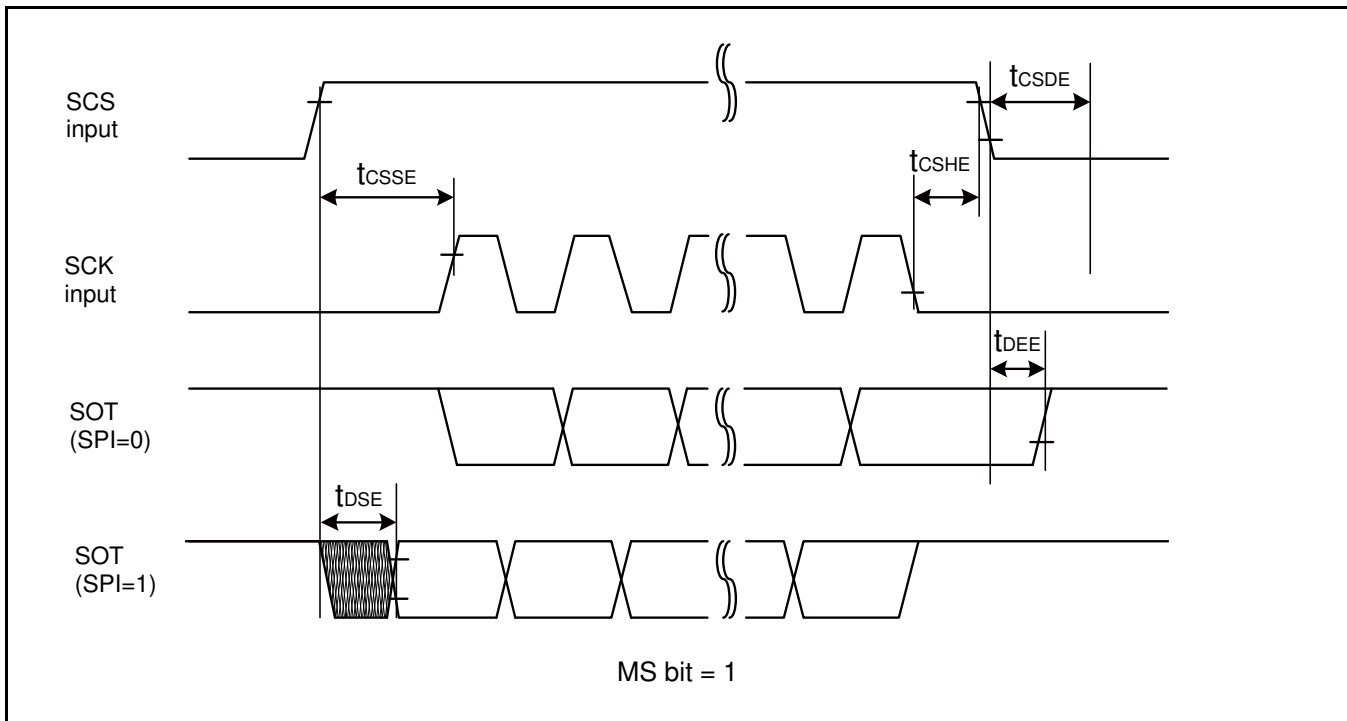 SCS
input
tCSDE
tCSHE
tCSSE
SCK
input
tDEE
SOT
(SPI=0)
tDSE
SOT
(SPI=1)
MS bit = 1